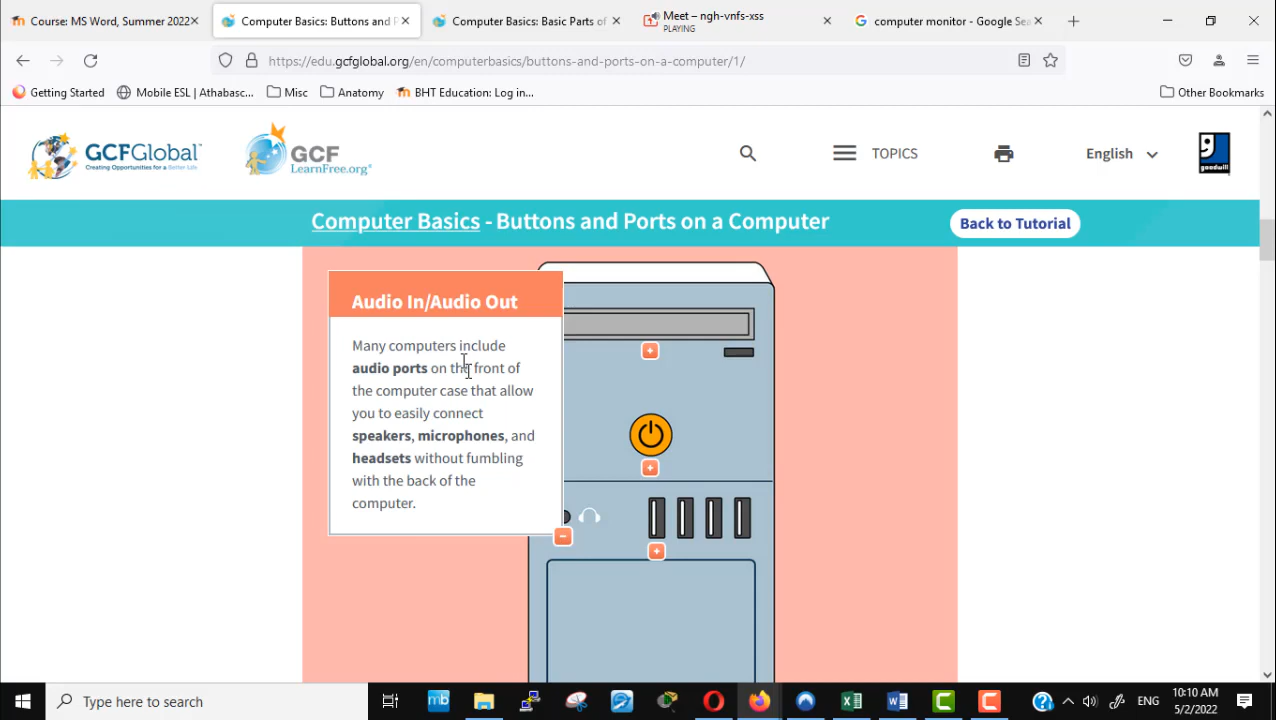 Course: MS Word, Summer 2022
Computer Basics: Buttons and P
Computer Basics: Basic Parts of
Meet – ngh-vnfs-xss
PLAYING
computer monitor - Google Sea
https://edu.gcfglobal.org/en/computerbasics/buttons-and-ports-on-a-computer/1/
Getting Started
Mobile ESL | Athabasc...
Misc
Anatomy
BHT Education: Log in...
Other Bookmarks
GCFGlobal
Creating Opportunities for a Better Life
GCF
LearnFree.org®
TOPICS
English
goodwill
Computer Basics - Buttons and Ports on a Computer
Back to Tutorial
Audio In/Audio Out
Many computers include
audio ports on the front of
the computer case that allow
you to easily connect
speakers, microphones, and
headsets without fumbling
with the back of the
computer.
Type here to search
mb
ENG
10:10 AM
5/2/2022